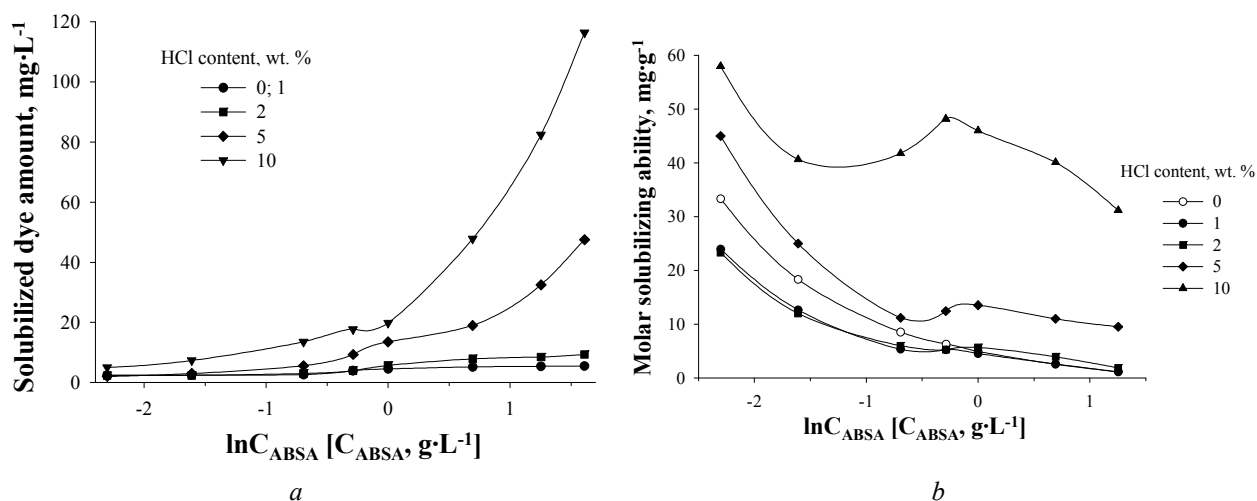 Solubilized dye amount, mg·L⁻¹
120
100
80
60
40
20
0
HCl content, wt. %
0; 1
2
5
10
-2 -1 0 1
lnC_ABSA [C_ABSA, g·L⁻¹]
a
Molar solubilizing ability, mg·g⁻¹
60
50
40
30
20
10
0
HCl content, wt. %
0
1
2
5
10
-2 -1 0 1
lnC_ABSA [C_ABSA, g·L⁻¹]
b